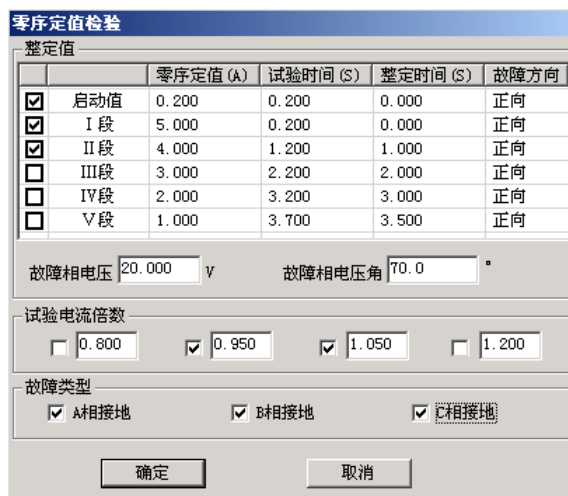 零序定值检验
整定值
零序定值(A) 试验时间(S) 整定时间(S) 故障方向
启动值 0.200 0.200 0.000 正向
I 段 5.000 0.200 0.000 正向
II 段 4.000 1.200 1.000 正向
III段 3.000 2.200 2.000 正向
IV段 2.000 3.200 3.000 正向
V段 1.000 3.700 3.500 正向
故障相电压 20.000 V 故障相电压角 70.0 °
试验电流倍数
0.800 0.950 1.050 1.200
故障类型
A相接地 B相接地 C相接地
确定 取消